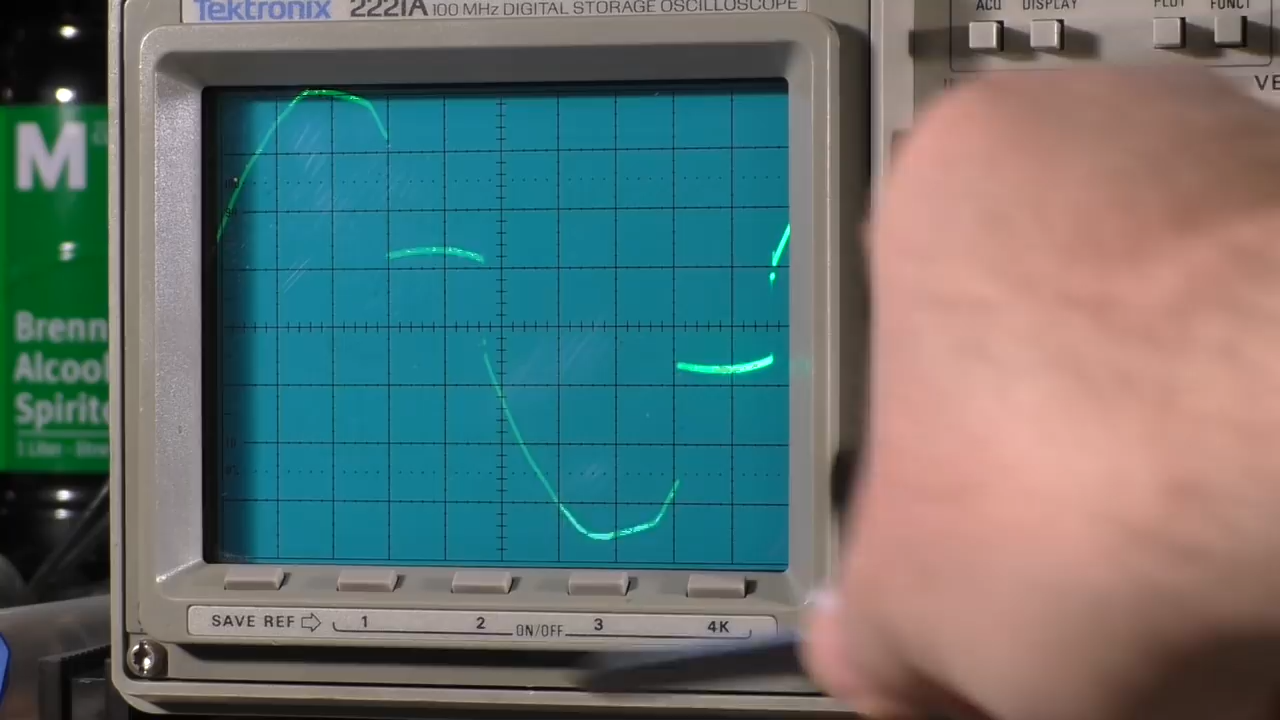 Tektronix 2221A 100 MHz DIGITAL STORAGE OSCILLOSCOPE
ACQ DISPLAY PLOT FUNCT
VE
M
Brenn
Alcool
Spirit
SAVE REF 1 2 3 4K
ON/OFF